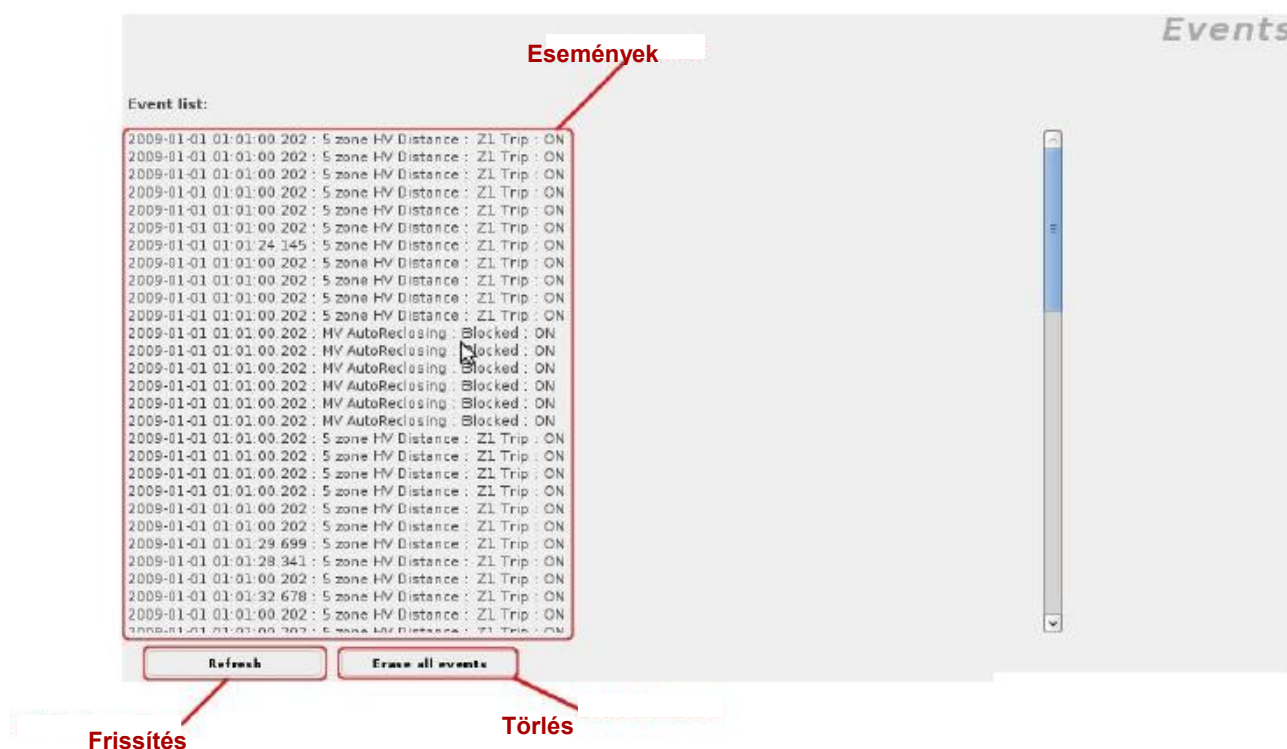 Events
Események
Event list:
2009-01-01 01:01:00.202 : 5 zone HV Distance : Z1 Trip : ON
2009-01-01 01:01:00.202 : 5 zone HV Distance : Z1 Trip : ON
2009-01-01 01:01:00.202 : 5 zone HV Distance : Z1 Trip : ON
2009-01-01 01:01:00.202 : 5 zone HV Distance : Z1 Trip : ON
2009-01-01 01:01:00.202 : 5 zone HV Distance : Z1 Trip : ON
2009-01-01 01:01:00.202 : 5 zone HV Distance : Z1 Trip : ON
2009-01-01 01:01:24.145 : 5 zone HV Distance : Z1 Trip : ON
2009-01-01 01:01:00.202 : 5 zone HV Distance : Z1 Trip : ON
2009-01-01 01:01:00.202 : 5 zone HV Distance : Z1 Trip : ON
2009-01-01 01:01:00.202 : 5 zone HV Distance : Z1 Trip : ON
2009-01-01 01:01:00.202 : 5 zone HV Distance : Z1 Trip : ON
2009-01-01 01:01:00.202 : MV AutoReclosing : Blocked : ON
2009-01-01 01:01:00.202 : MV AutoReclosing : Blocked : ON
2009-01-01 01:01:00.202 : MV AutoReclosing : Blocked : ON
2009-01-01 01:01:00.202 : MV AutoReclosing : Blocked : ON
2009-01-01 01:01:00.202 : MV AutoReclosing : Blocked : ON
2009-01-01 01:01:00.202 : MV AutoReclosing : Blocked : ON
2009-01-01 01:01:00.202 : 5 zone HV Distance : Z1 Trip : ON
2009-01-01 01:01:00.202 : 5 zone HV Distance : Z1 Trip : ON
2009-01-01 01:01:00.202 : 5 zone HV Distance : Z1 Trip : ON
2009-01-01 01:01:00.202 : 5 zone HV Distance : Z1 Trip : ON
2009-01-01 01:01:00.202 : 5 zone HV Distance : Z1 Trip : ON
2009-01-01 01:01:00.202 : 5 zone HV Distance : Z1 Trip : ON
2009-01-01 01:01:29.699 : 5 zone HV Distance : Z1 Trip : ON
2009-01-01 01:01:28.341 : 5 zone HV Distance : Z1 Trip : ON
2009-01-01 01:01:00.202 : 5 zone HV Distance : Z1 Trip : ON
2009-01-01 01:01:32.678 : 5 zone HV Distance : Z1 Trip : ON
2009-01-01 01:01:00.202 : 5 zone HV Distance : Z1 Trip : ON
2009-01-01 01:01:00.202 : 5 zone HV Distance : Z1 Trip : ON
Refresh Erase all events
Törlés
Frissítés